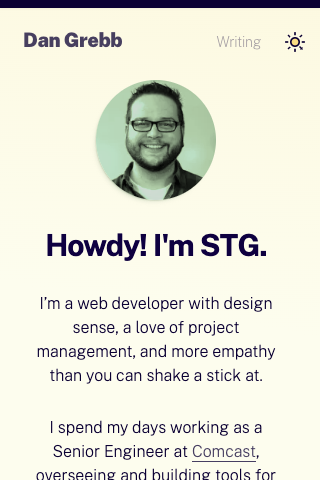 Dan Grebb
Writing
Howdy! I'm STG.
I’m a web developer with design
sense, a love of project
management, and more empathy
than you can shake a stick at.
I spend my days working as a
Senior Engineer at Comcast,
overseeing and building tools for